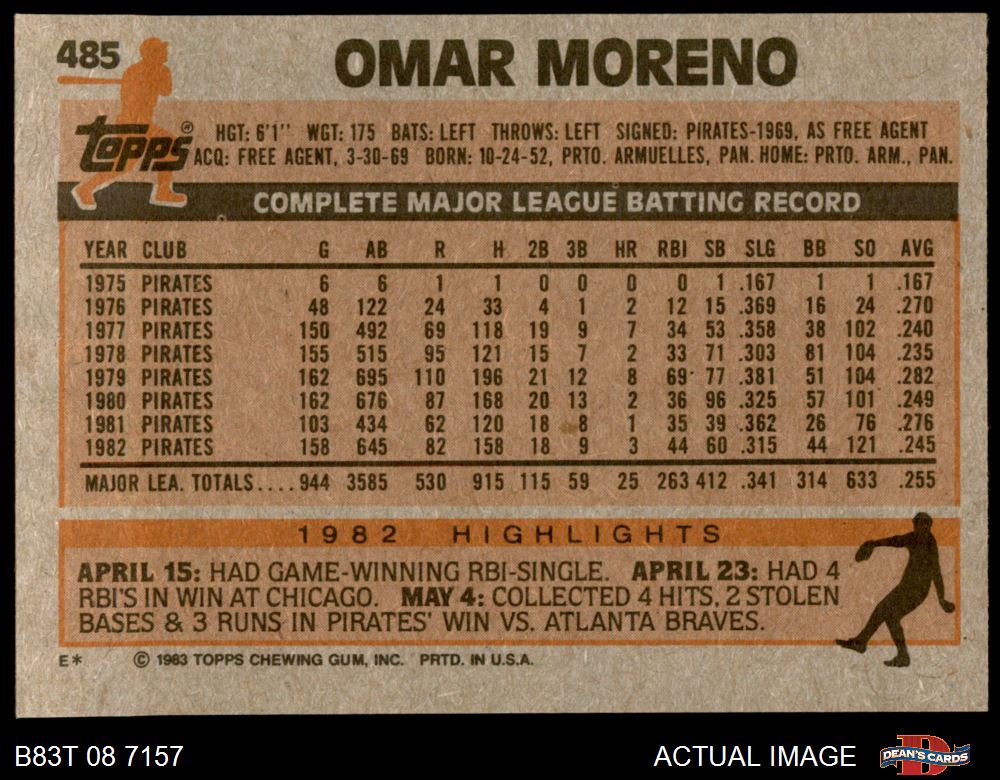 485
OMAR MORENO
Topps®
HGT: 6'1" WGT: 175 BATS: LEFT THROWS: LEFT SIGNED: PIRATES-1969, AS FREE AGENT
ACQ: FREE AGENT, 3-30-69 BORN: 10-24-52, PRTO. ARMUELLES, PAN. HOME: PRTO. ARM., PAN.
COMPLETE MAJOR LEAGUE BATTING RECORD
YEAR CLUB G AB R H 2B 3B HR RBI SB SLG BB SO AVG
1975 PIRATES 6 6 1 1 0 0 0 0 1 .167 1 1 .167
1976 PIRATES 48 122 24 33 4 1 2 12 15 .369 16 24 .270
1977 PIRATES 150 492 69 118 19 9 7 34 53 .358 38 102 .240
1978 PIRATES 155 515 95 121 15 7 2 33 71 .303 81 104 .235
1979 PIRATES 162 695 110 196 21 12 8 69 77 .381 51 104 .282
1980 PIRATES 162 676 87 168 20 13 2 36 96 .325 57 101 .249
1981 PIRATES 103 434 62 120 18 8 1 35 39 .362 26 76 .276
1982 PIRATES 158 645 82 158 18 9 3 44 60 .315 44 121 .245
MAJOR LEA. TOTALS.... 944 3585 530 915 115 59 25 263 412 .341 314 633 .255
1982 HIGHLIGHTS
APRIL 15: HAD GAME-WINNING RBI-SINGLE. APRIL 23: HAD 4
RBI'S IN WIN AT CHICAGO. MAY 4: COLLECTED 4 HITS, 2 STOLEN
BASES & 3 RUNS IN PIRATES' WIN VS. ATLANTA BRAVES.
E* © 1983 TOPPS CHEWING GUM, INC. PRTD. IN U.S.A.
B83T 08 7157 ACTUAL IMAGE D DEAN'S CARDS